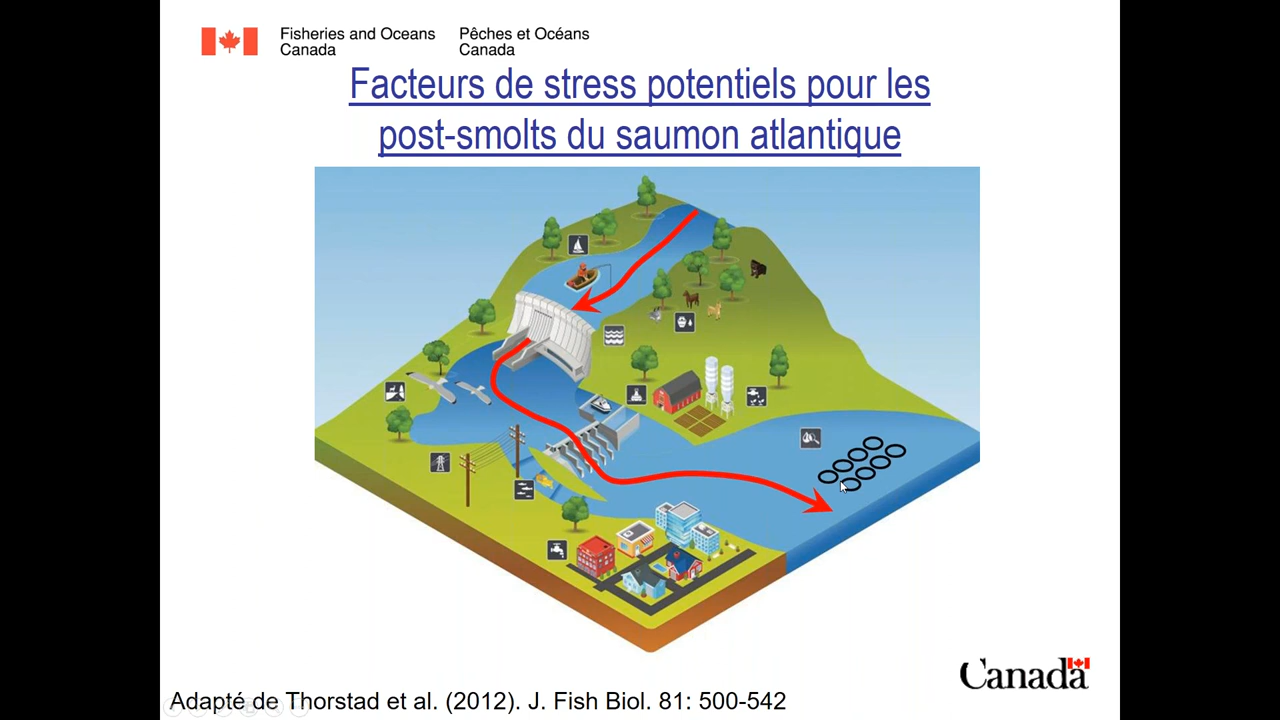 Fisheries and Oceans Canada
Pêches et Océans Canada
Facteurs de stress potentiels pour les
post-smolts du saumon atlantique
Adapté de Thorstad et al. (2012). J. Fish Biol. 81: 500-542
Canada